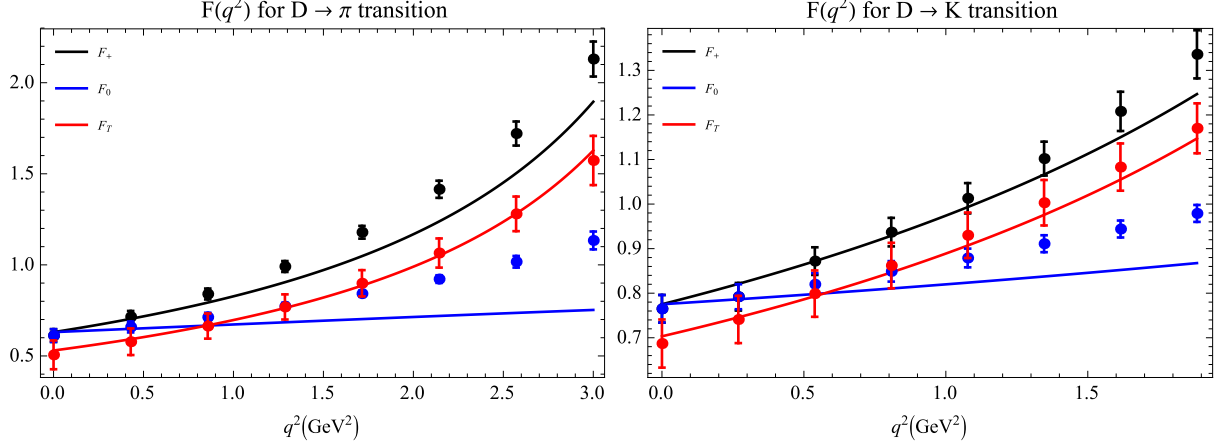 F(q²) for D → π transition
F₊
F₀
F_T
2.0
1.5
1.0
0.5
0.0 0.5 1.0 1.5 2.0 2.5 3.0
q²(GeV²)
F(q²) for D → K transition
F₊
F₀
F_T
1.3
1.2
1.1
1.0
0.9
0.8
0.7
0.0 0.5 1.0 1.5
q²(GeV²)